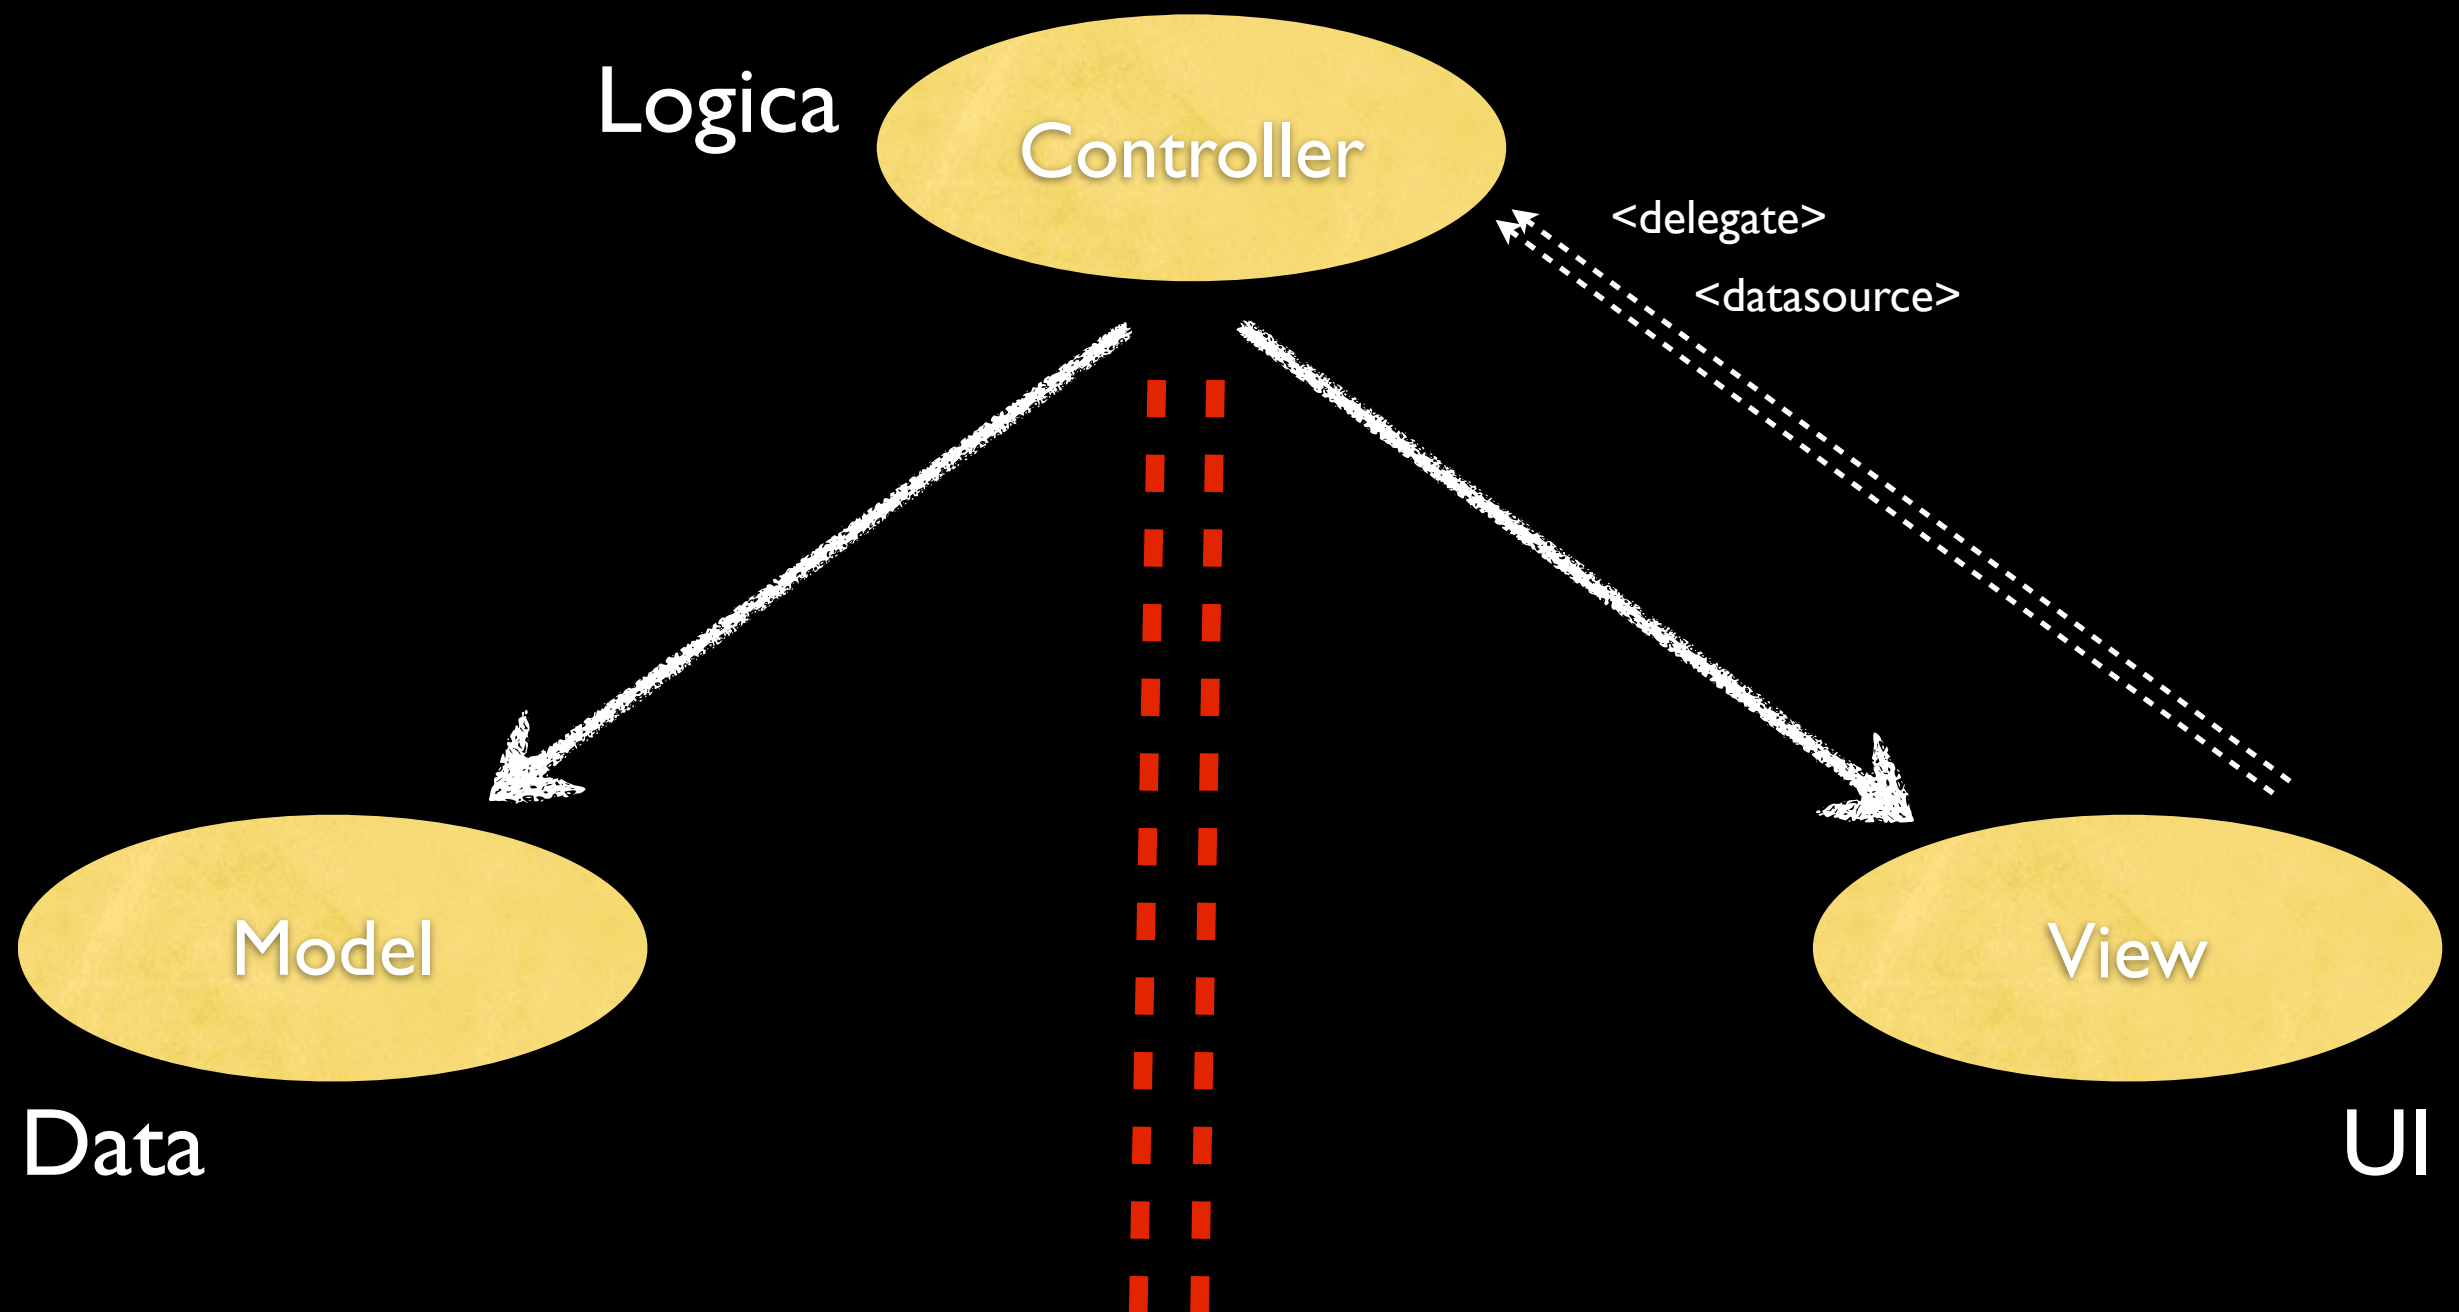 Logica
Controller
<delegate>
<datasource>
Model
View
Data
UI